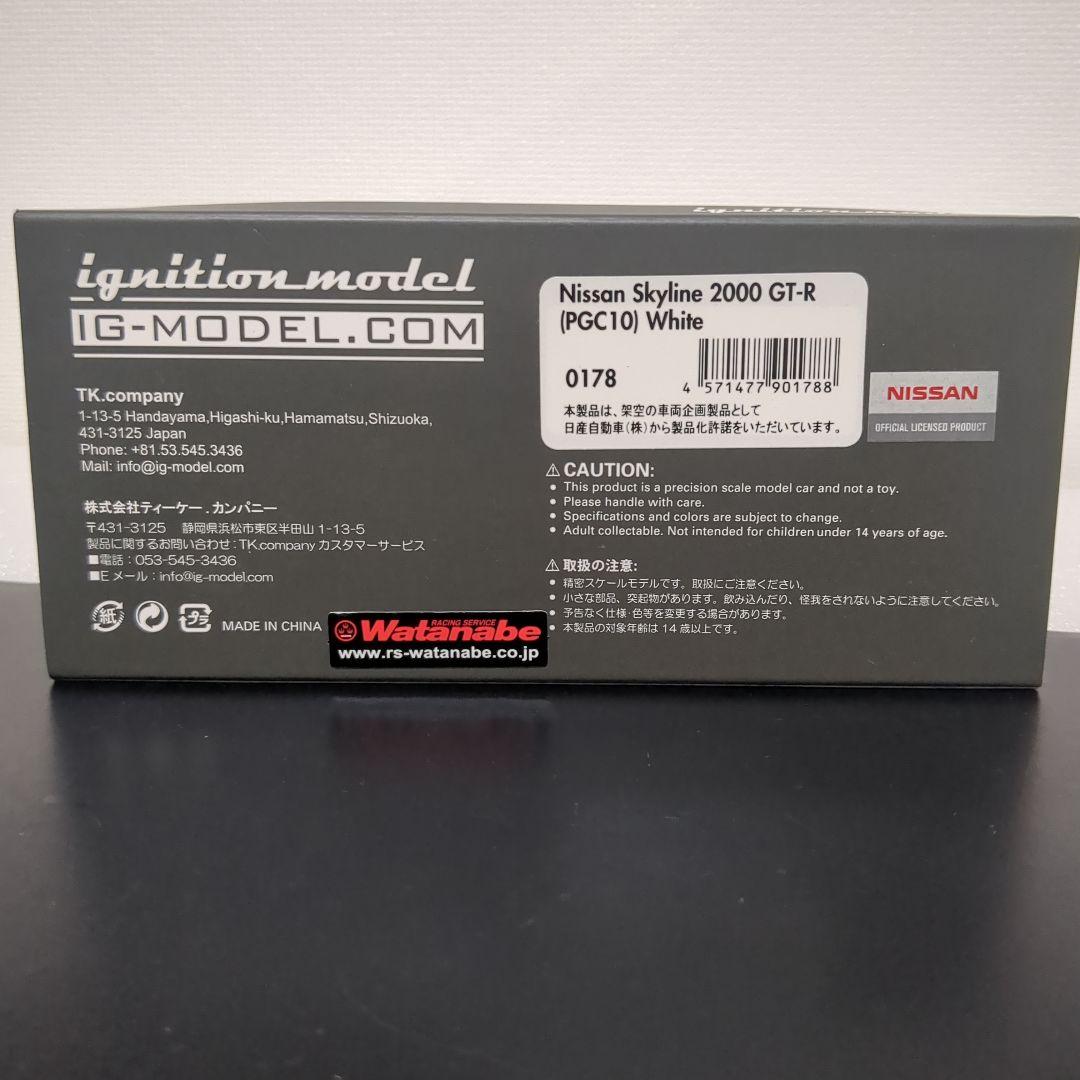 ignition model
ignition model
IG-MODEL.COM
TK.company
1-13-5 Handayama,Higashi-ku,Hamamatsu,Shizuoka,
431-3125 Japan
Phone: +81.53.545.3436
Mail: info@ig-model.com
株式会社ティーケー.カンパニー
〒431-3125 静岡県浜松市東区半田山1-13-5
製品に関するお問い合わせ:TK.companyカスタマーサービス
■電話:053-545-3436
■Eメール:info@ig-model.com
紙
プラ
MADE IN CHINA
RACING SERVICE
Watanabe
www.rs-watanabe.co.jp
Nissan Skyline 2000 GT-R
(PGC10) White
0178
4 571477 901788
本製品は、架空の車両企画製品として
日産自動車(株)から製品化許諾をいただいています。
NISSAN
OFFICIAL LICENSED PRODUCT
⚠ CAUTION:
• This product is a precision scale model car and not a toy.
• Please handle with care.
• Specifications and colors are subject to change.
• Adult collectable. Not intended for children under 14 years of age.
⚠ 取扱の注意:
• 精密スケールモデルです。取扱にご注意ください。
• 小さな部品、突起物があります。飲み込んだり、怪我をされないように注意してください。
• 予告なく仕様・色等を変更する場合があります。
• 本製品の対象年齢は14歳以上です。